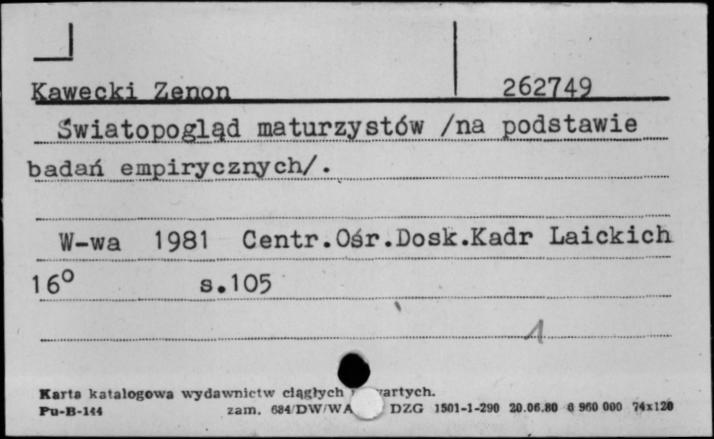 Kawecki Zenon 262749
Światopogląd maturzystów /na podstawie
badań empirycznych/.
W-wa 1981 Centr.Ośr.Dosk.Kadr Laickich
16° s.105
1
Karta katalogowa wydawnictw ciągłych
Pu-B-144 zam. 684/DW/WA DZG 1501-1-290 20.06.80 6 960 000 74x120